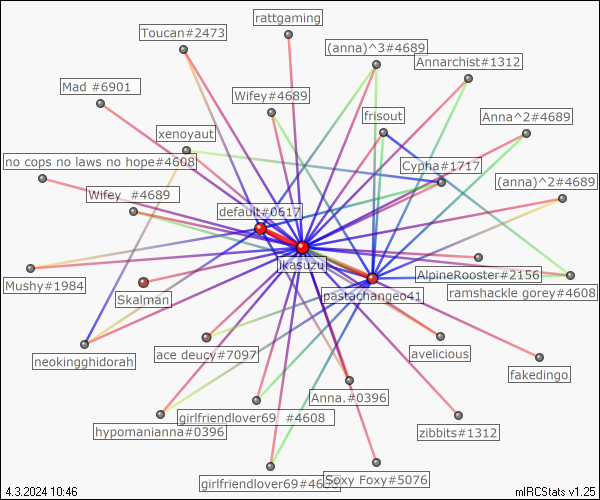 rattgaming
Toucan#2473
(anna)^3#4689
Annarchist#1312
Mad #6901
Wifey#4689
frisout
Anna^2#4689
xenoyaut
no cops no laws no hope#4608
Cypha#1717
(anna)^2#4689
Wifey_#4689
default#0617
ikasuzu
AlpineRooster#2156
Mushy#1984
Skalman
pastachangeo41
ramshackle gorey#4608
neokingghidorah
ace deucy#7097
avelicious
fakedingo
Anna.#0396
girlfriendlover69_#4608
hypomanianna#0396
zibbits#1312
girlfriendlover69#4608
Soxy Foxy#5076
4.3.2024 10:46
mIRCStats v1.25